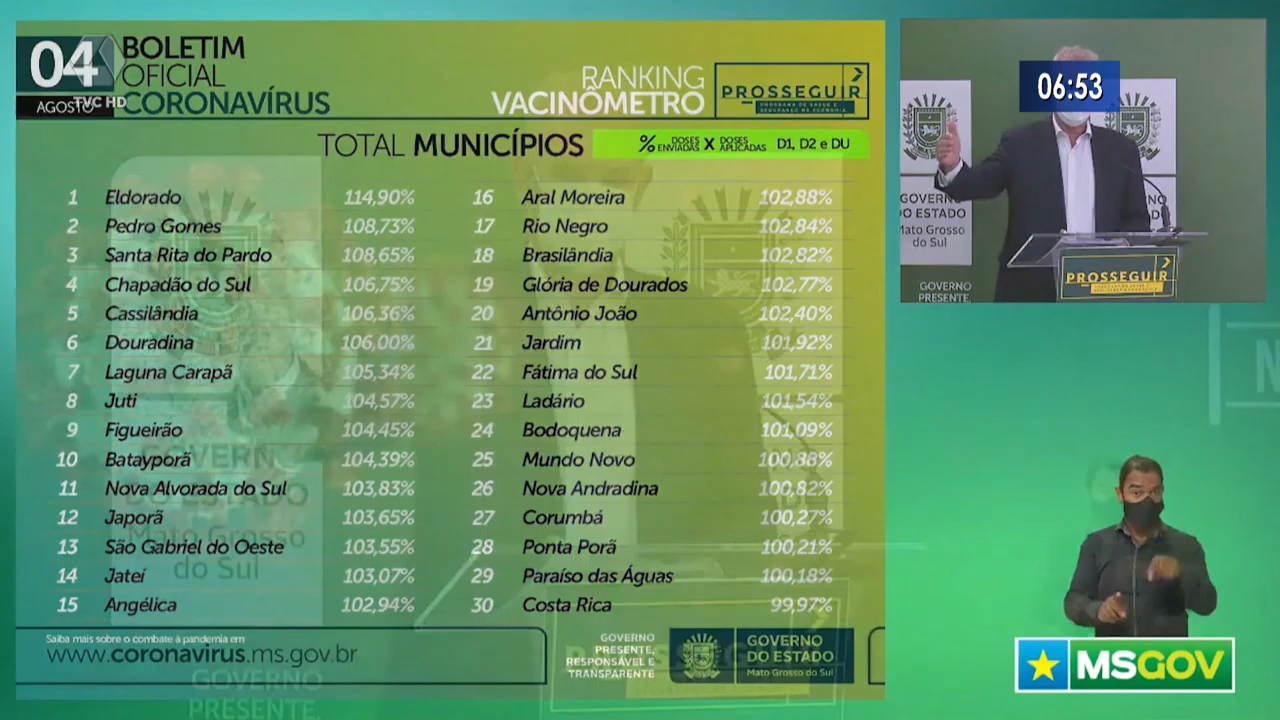 04
AGOSTO
TVC HD
BOLETIM
OFICIAL
CORONAVÍRUS
RANKING
VACINÔMETRO
PROSSEGUIR
TOTAL MUNICÍPIOS
% DOSES ENVIADAS X DOSES APLICADAS D1, D2 e DU
1 Eldorado 114,90%
2 Pedro Gomes 108,73%
3 Santa Rita do Pardo 108,65%
4 Chapadão do Sul 106,75%
5 Cassilândia 106,36%
6 Douradina 106,00%
7 Laguna Carapã 105,34%
8 Juti 104,57%
9 Figueirão 104,45%
10 Batayporã 104,39%
11 Nova Alvorada do Sul 103,83%
12 Japorã 103,65%
13 São Gabriel do Oeste 103,55%
14 Jateí 103,07%
15 Angélica 102,94%
16 Aral Moreira 102,88%
17 Rio Negro 102,84%
18 Brasilândia 102,82%
19 Glória de Dourados 102,77%
20 Antônio João 102,40%
21 Jardim 101,92%
22 Fátima do Sul 101,71%
23 Ladário 101,54%
24 Bodoquena 101,09%
25 Mundo Novo 100,88%
26 Nova Andradina 100,82%
27 Corumbá 100,27%
28 Ponta Porã 100,21%
29 Paraíso das Águas 100,18%
30 Costa Rica 99,97%
Saiba mais sobre o combate à pandemia em
www.coronavirus.ms.gov.br
GOVERNO
PRESENTE,
RESPONSÁVEL E
TRANSPARENTE
GOVERNO
DO ESTADO
Mato Grosso do Sul
GOVERNO
PRESENTE,
06:53
GOVERNO
DO ESTADO
Mato Grosso
do Sul
PROSSEGUIR
GOVERNO
PRESENTE,
MSGOV